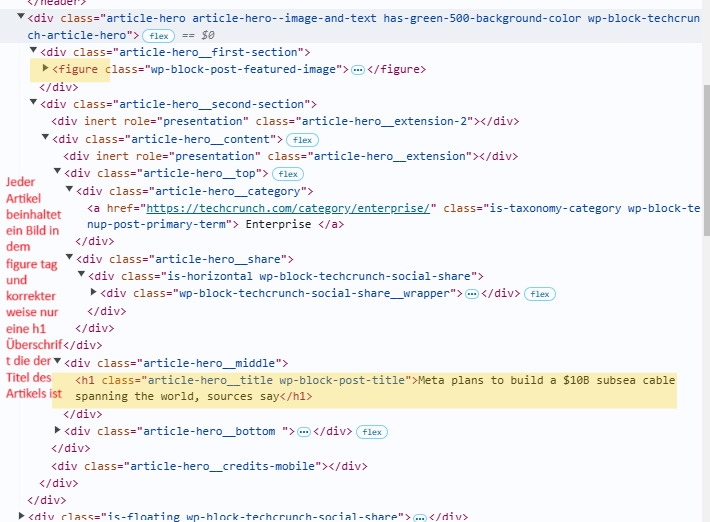 </header>
▼<div class="article-hero article-hero--image-and-text has-green-500-background-color wp-block-techcrun
ch-article-hero"> flex == $0
▼<div class="article-hero__first-section">
▶<figure class="wp-block-post-featured-image">…</figure>
</div>
▼<div class="article-hero__second-section">
<div inert role="presentation" class="article-hero__extension-2"></div>
▼<div class="article-hero__content"> flex
<div inert role="presentation" class="article-hero__extension"></div>
▼<div class="article-hero__top"> flex
▼<div class="article-hero__category">
<a href="https://techcrunch.com/category/enterprise/" class="is-taxonomy-category wp-block-te
nup-post-primary-term"> Enterprise </a>
</div>
▼<div class="article-hero__share">
▼<div class="is-horizontal wp-block-techcrunch-social-share">
▶<div class="wp-block-techcrunch-social-share__wrapper">…</div> flex
</div>
</div>
</div>
▼<div class="article-hero__middle">
<h1 class="article-hero__title wp-block-post-title">Meta plans to build a $10B subsea cable
spanning the world, sources say</h1>
</div>
▶<div class="article-hero__bottom ">…</div> flex
</div>
<div class="article-hero__credits-mobile"></div>
</div>
</div>
▶<div class="is-floating wp-block-techcrunch-social-share">…</div>
Jeder
Artikel
beinhaltet
ein Bild in
dem
figure tag
und
korrekter
weise nur
eine h1
Überschrif
t die der
Titel des
Artikels ist